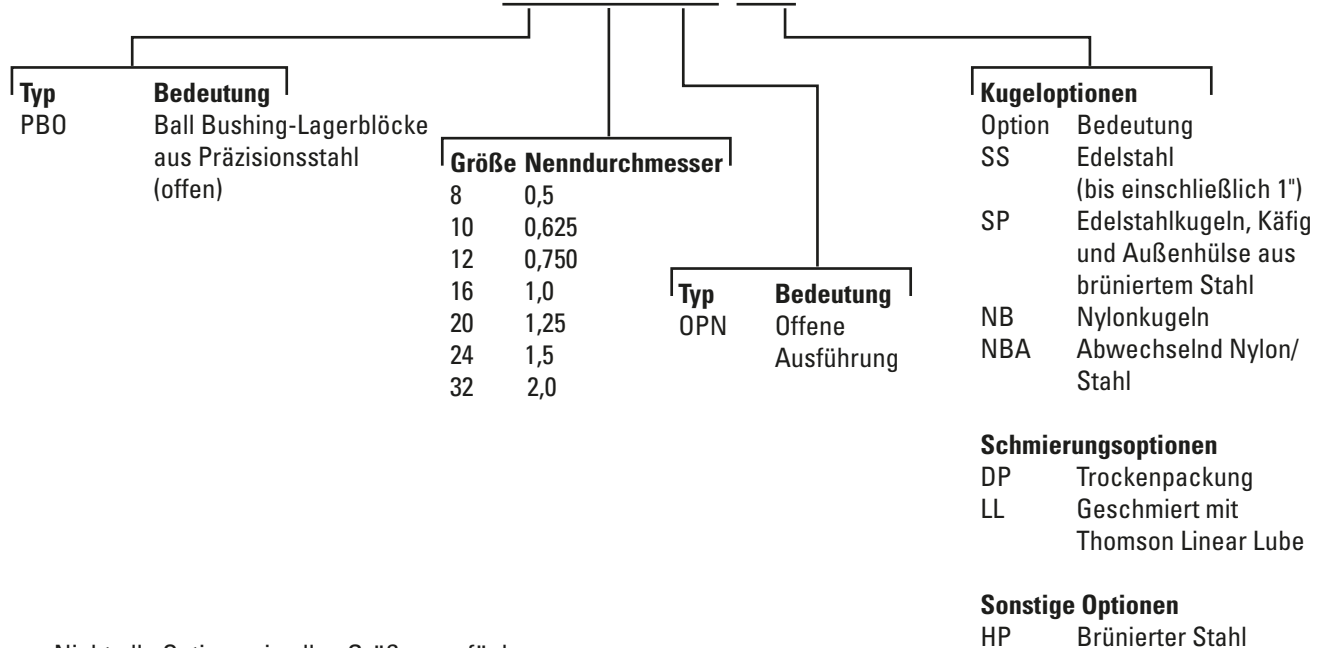 Typ Bedeutung
PBO Ball Bushing-Lagerblöcke
aus Präzisionsstahl
(offen)
Größe Nenndurchmesser
8 0,5
10 0,625
12 0,750
16 1,0
20 1,25
24 1,5
32 2,0
Typ Bedeutung
OPN Offene
Ausführung
Kugeloptionen
Option Bedeutung
SS Edelstahl
(bis einschließlich 1")
SP Edelstahlkugeln, Käfig
und Außenhülse aus
brüniertem Stahl
NB Nylonkugeln
NBA Abwechselnd Nylon/
Stahl
Schmierungsoptionen
DP Trockenpackung
LL Geschmiert mit
Thomson Linear Lube
Sonstige Optionen
HP Brünierter Stahl